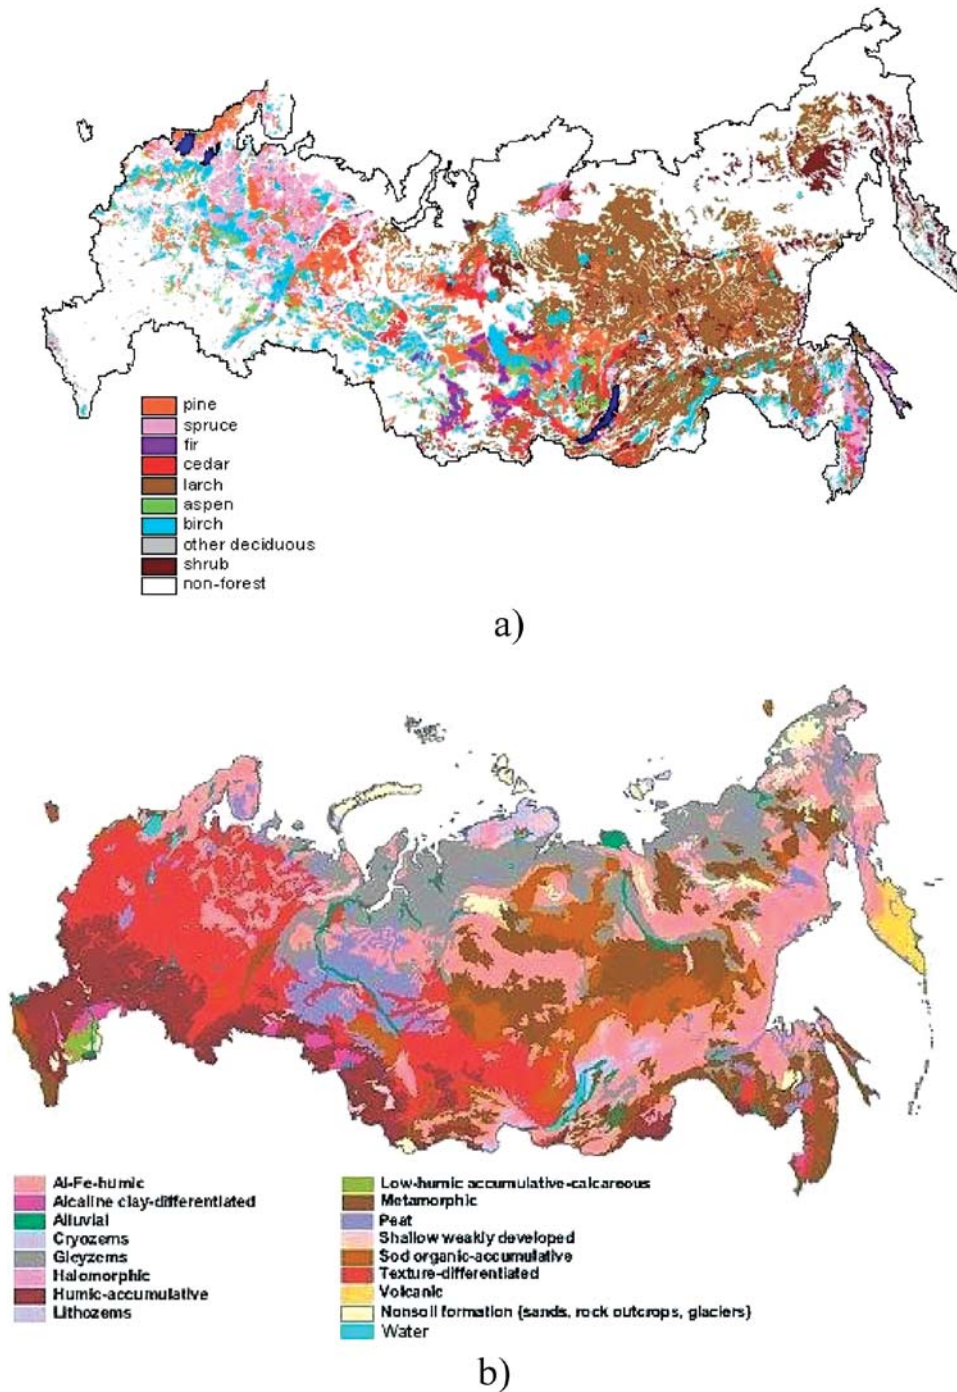 pine
spruce
fir
cedar
larch
aspen
birch
other deciduous
shrub
non-forest
a)
Al-Fe-humic
Alcaline clay-differentiated
Alluvial
Cryozems
Gleyzems
Halomorphic
Humic-accumulative
Lithozems
Low-humic accumulative-calcareous
Metamorphic
Peat
Shallow weakly developed
Sod organic-accumulative
Texture-differentiated
Volcanic
Nonsoil formation (sands, rock outcrops, glaciers)
Water
b)